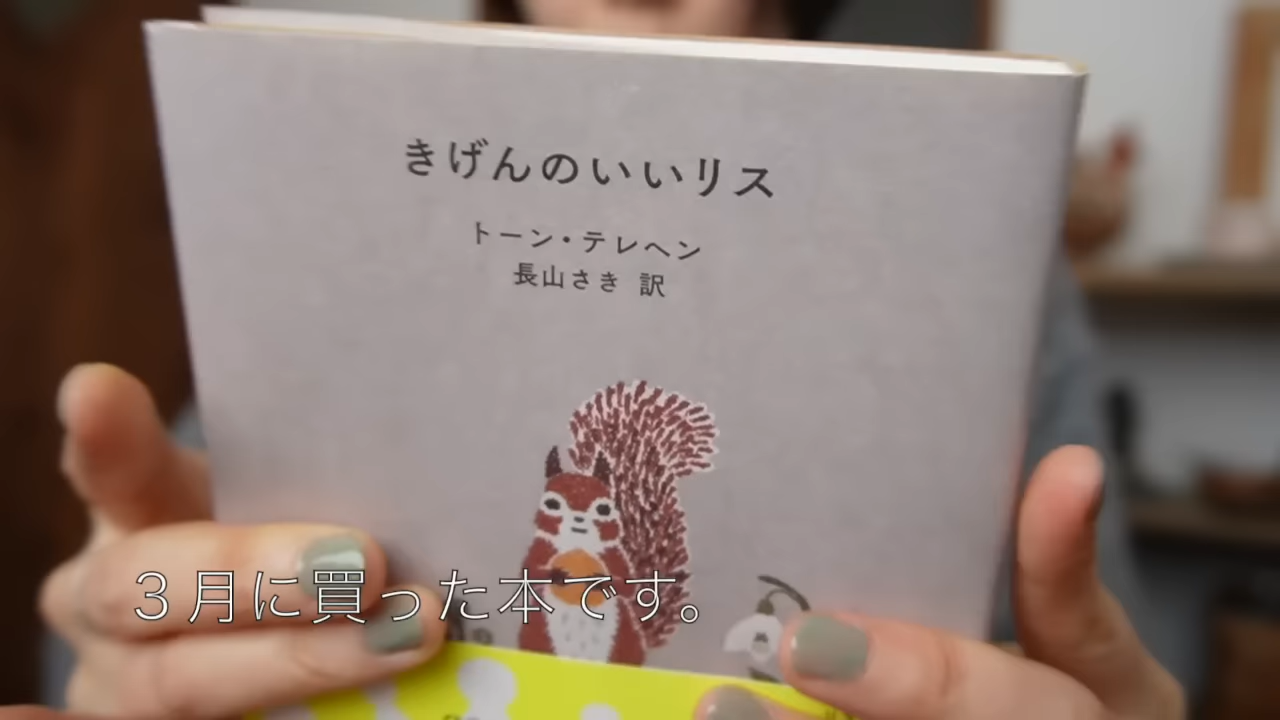 きげんのいいリス
トーン・テレヘン
長山さき 訳
３月に買った本です。